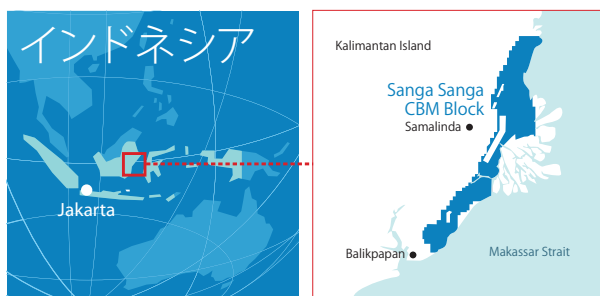 インドネシア
Jakarta
Kalimantan Island
Sanga Sanga
CBM Block
Samalinda
Balikpapan
Makassar Strait